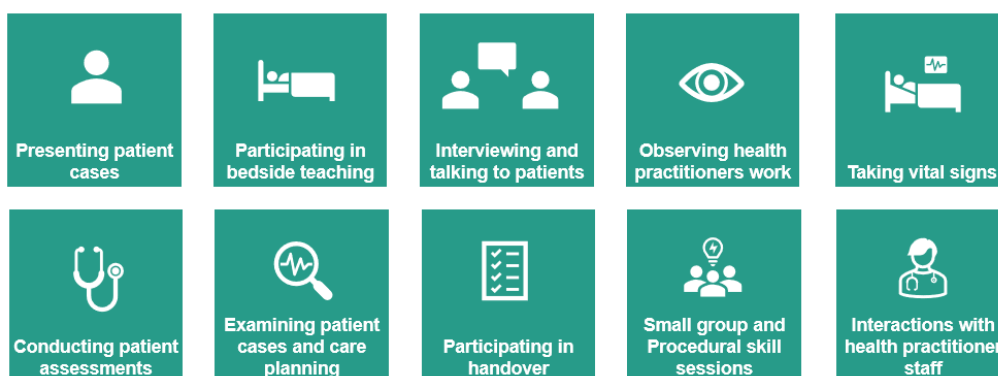 Presenting patient
cases
Participating in
bedside teaching
Interviewing and
talking to patients
Observing health
practitioners work
Taking vital signs
Conducting patient
assessments
Examining patient
cases and care
planning
Participating in
handover
Small group and
Procedural skill
sessions
Interactions with
health practitioner
staff